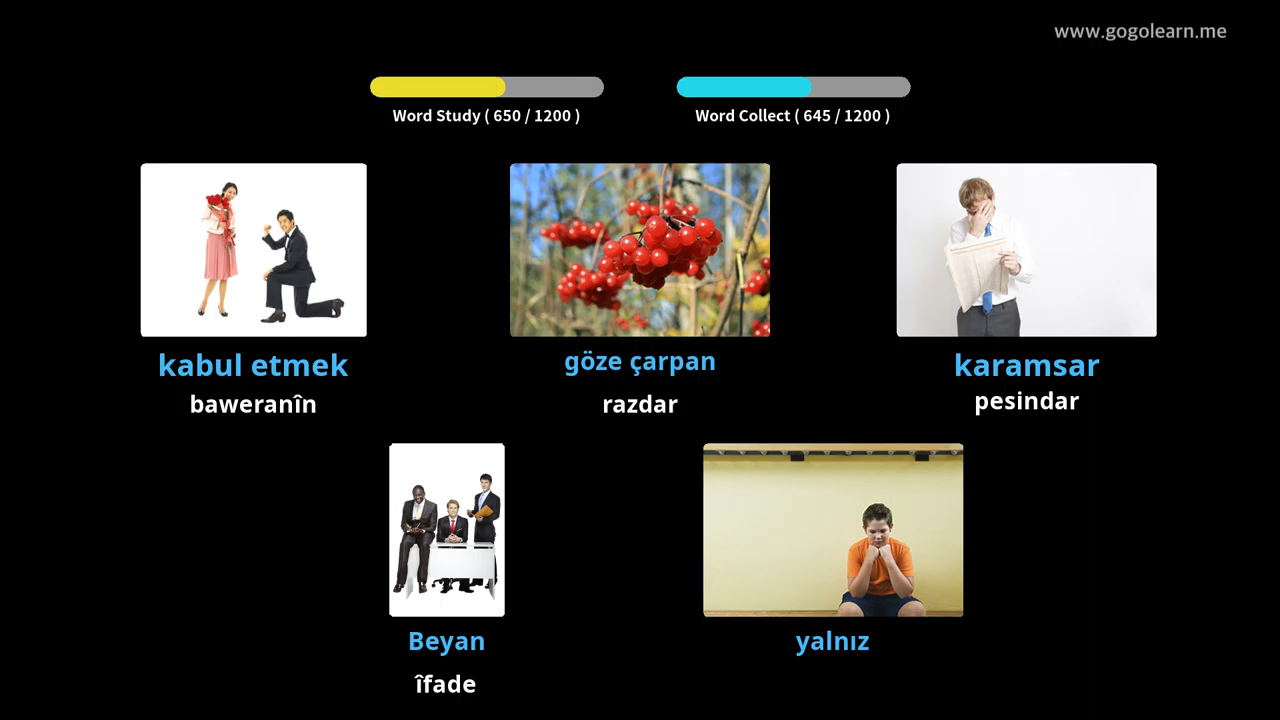 www.gogolearn.me
Word Study ( 650 / 1200 )
Word Collect ( 645 / 1200 )
kabul etmek
göze çarpan
karamsar
baweranîn
razdar
pesindar
Beyan
yalnız
îfade